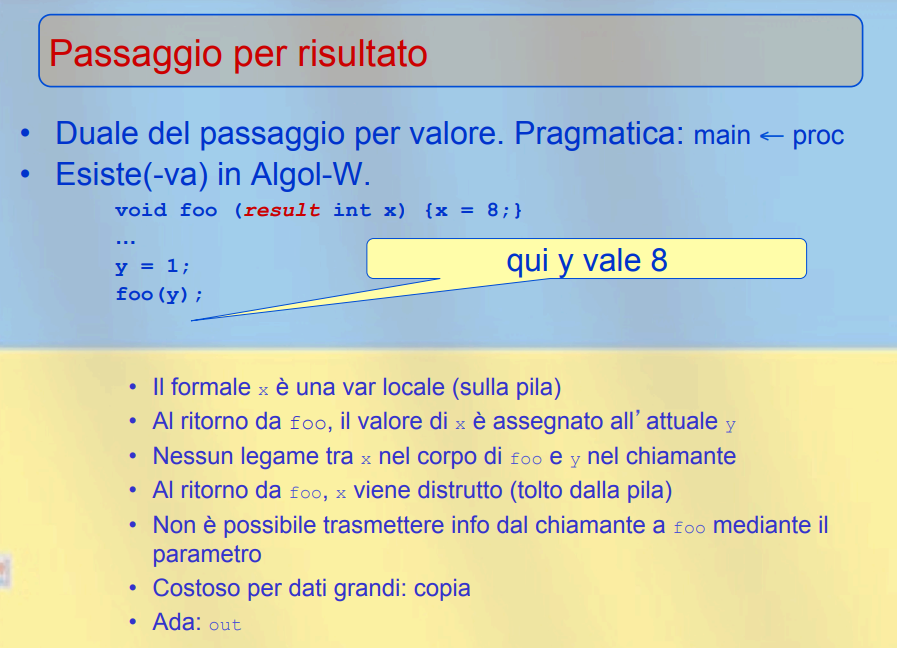 Passaggio per risultato
• Duale del passaggio per valore. Pragmatica: main ← proc
• Esiste(-va) in Algol-W.
void foo (result int x) {x = 8;}
…
y = 1;
foo(y);
qui y vale 8
• Il formale x è una var locale (sulla pila)
• Al ritorno da foo, il valore di x è assegnato all’attuale y
• Nessun legame tra x nel corpo di foo e y nel chiamante
• Al ritorno da foo, x viene distrutto (tolto dalla pila)
• Non è possibile trasmettere info dal chiamante a foo mediante il
parametro
• Costoso per dati grandi: copia
• Ada: out